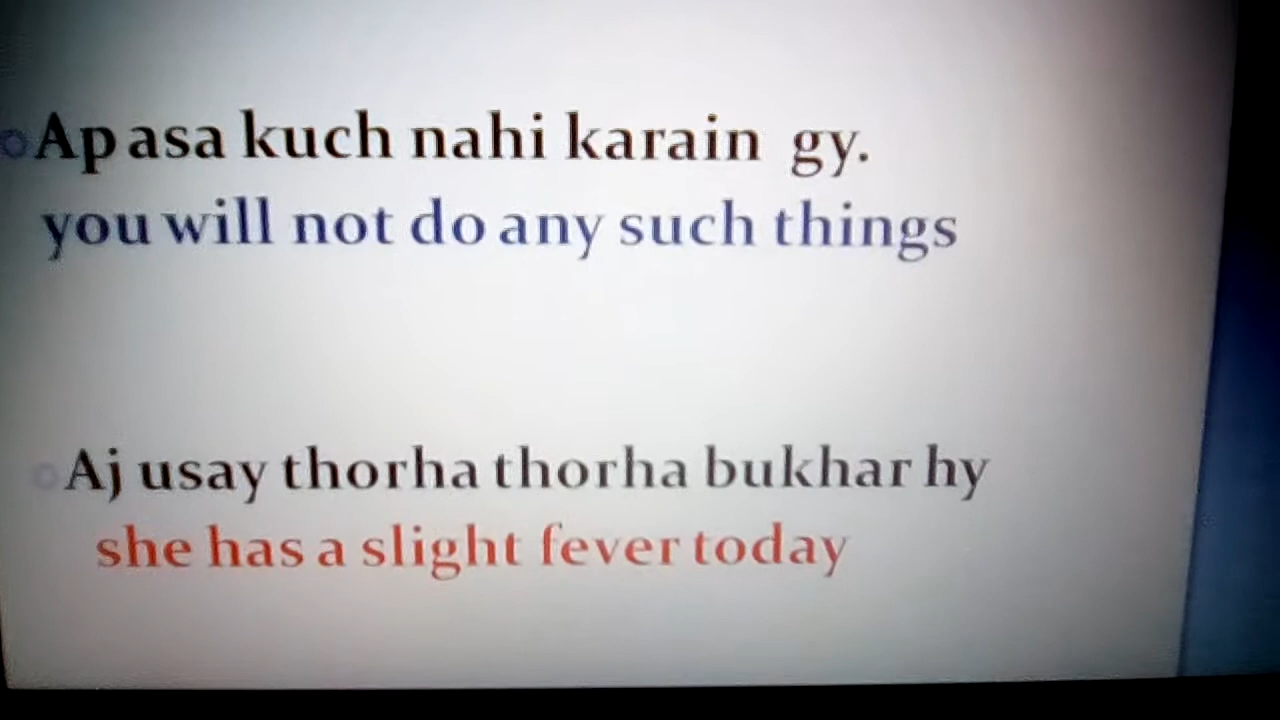 Ap asa kuch nahi karain gy.
you will not do any such things
Aj usay thorha thorha bukhar hy
she has a slight fever today